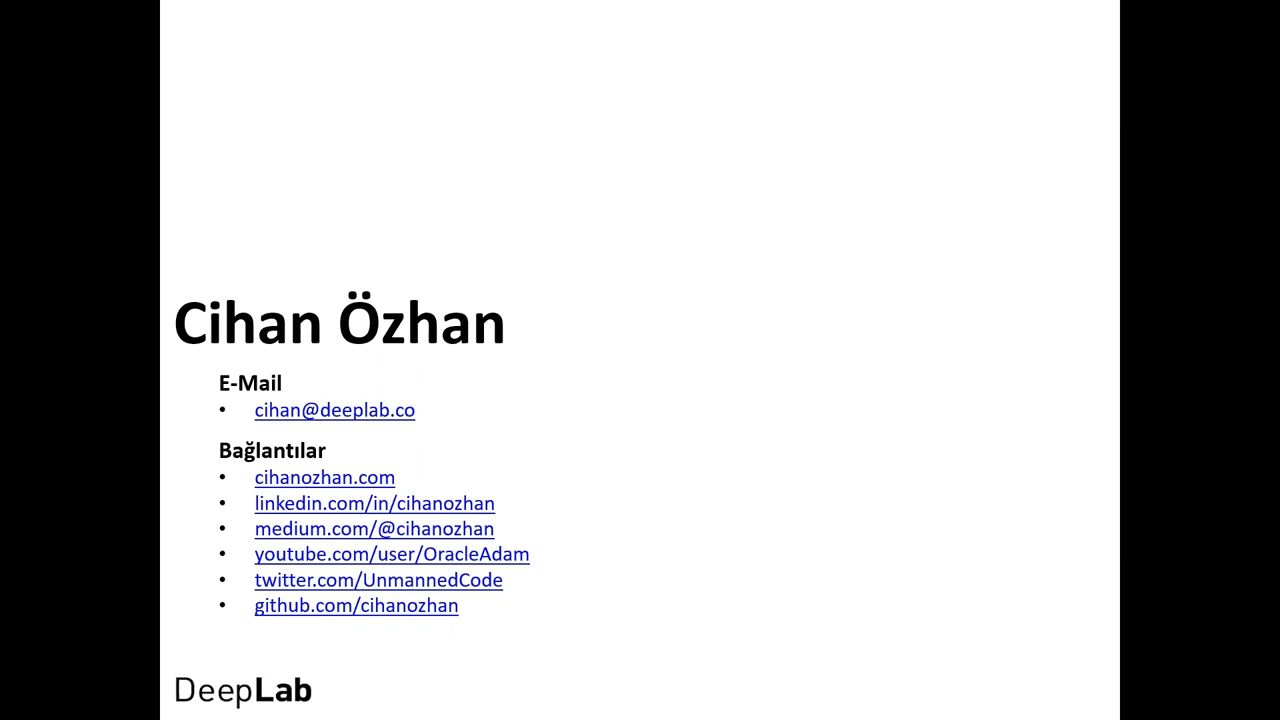 Cihan Özhan
E-Mail
• cihan@deeplab.co
Bağlantılar
• cihanozhan.com
• linkedin.com/in/cihanozhan
• medium.com/@cihanozhan
• youtube.com/user/OracleAdam
• twitter.com/UnmannedCode
• github.com/cihanozhan
DeepLab